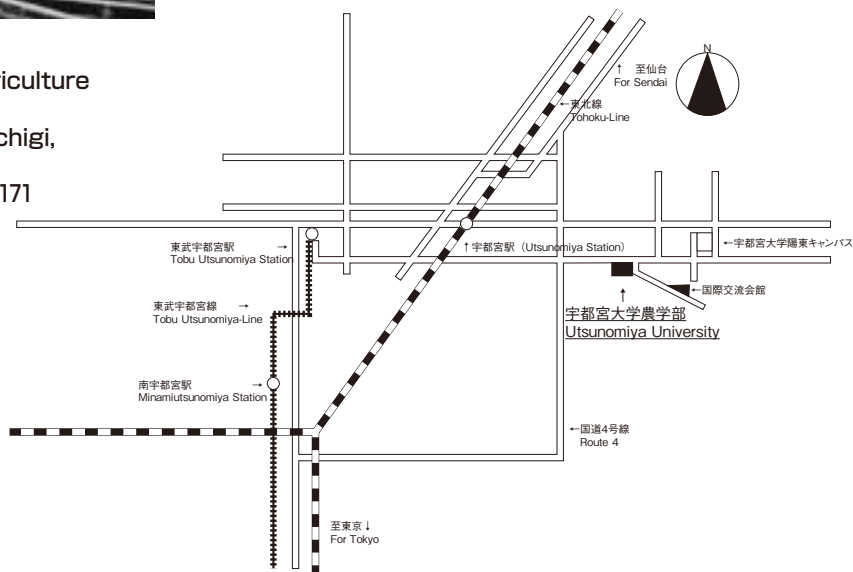 iculture
chigi,
171
N
↑ 至仙台
For Sendai
←東北線
Tohoku-Line
東武宇都宮駅 →
Tobu Utsunomiya Station
↑宇都宮駅（Utsunomiya Station）
←宇都宮大学陽東キャンパス
←国際交流会館
東武宇都宮線 →
Tobu Utsunomiya-Line
↑
宇都宮大学農学部
Utsunomiya University
南宇都宮駅 →
Minamiutsunomiya Station
←国道4号線
Route 4
至東京↓
For Tokyo